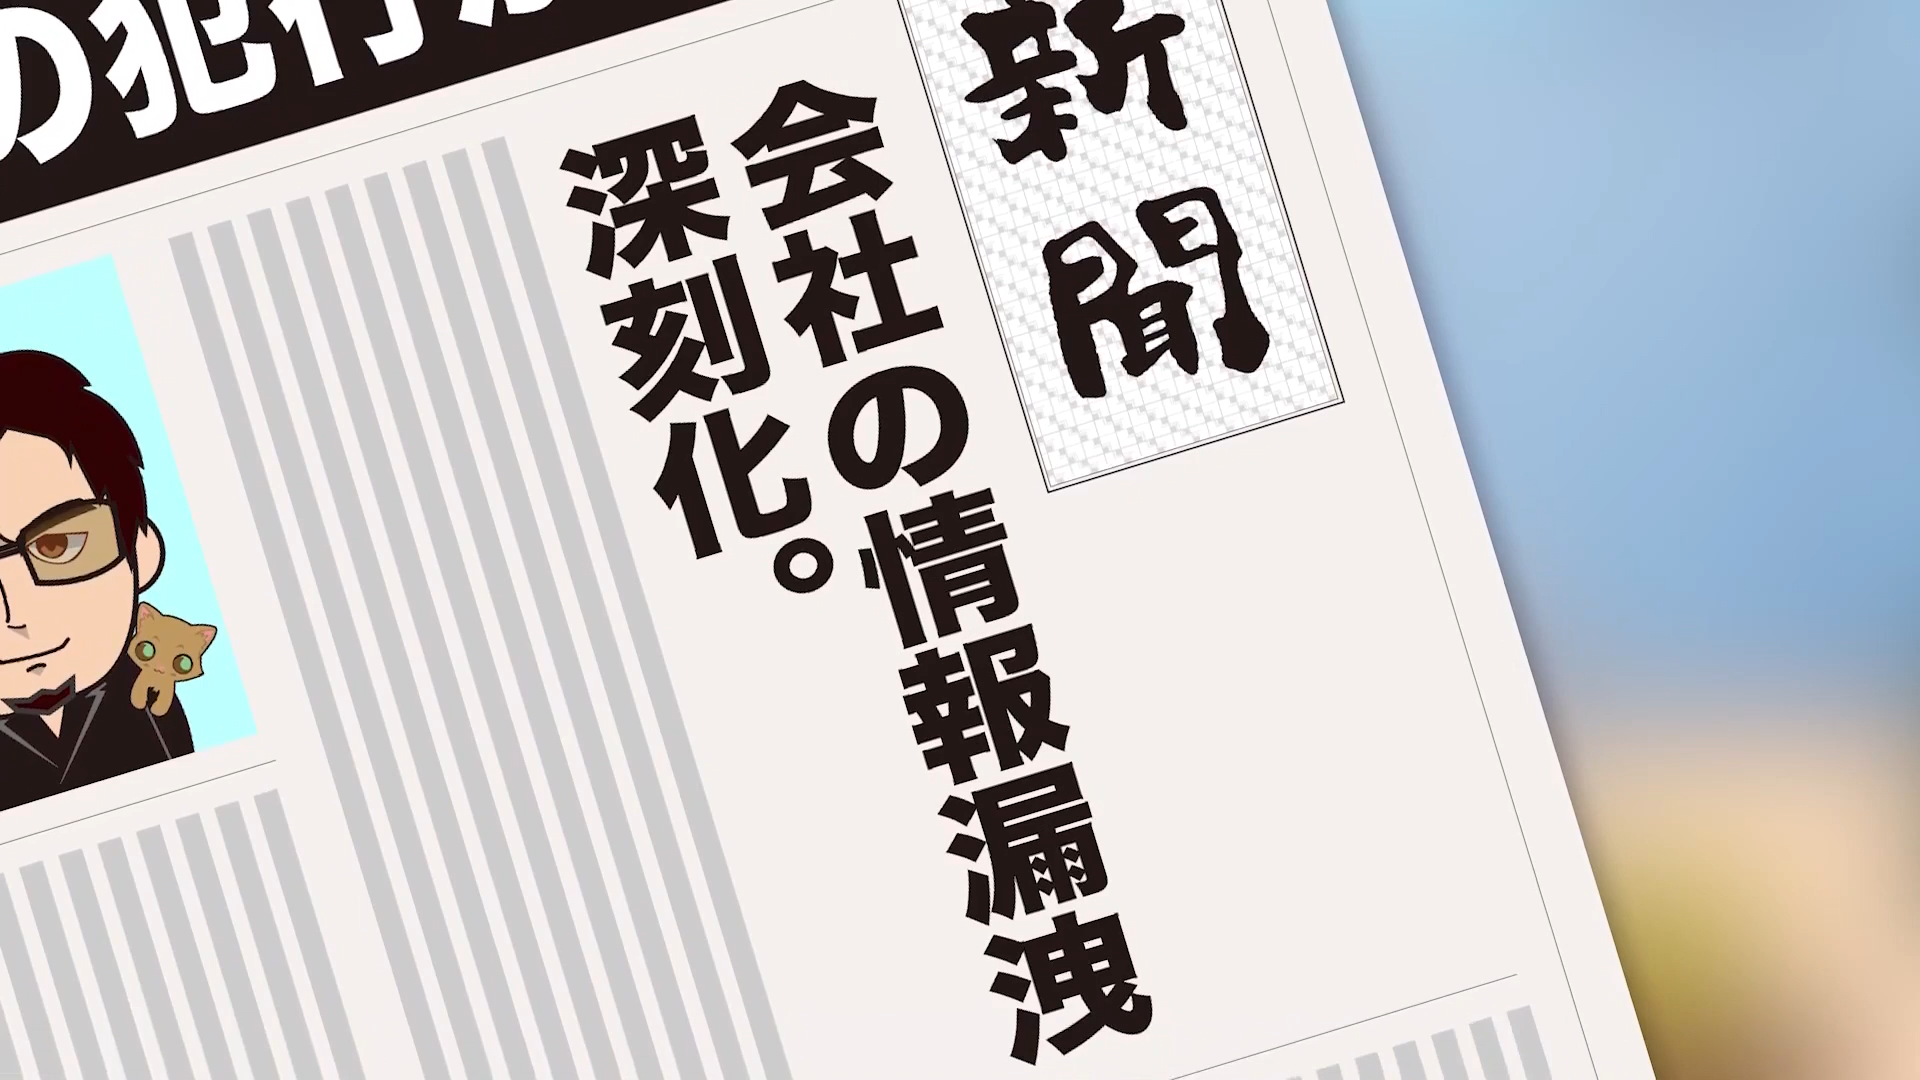 の犯行
新聞
会社の情報漏洩
深刻化。